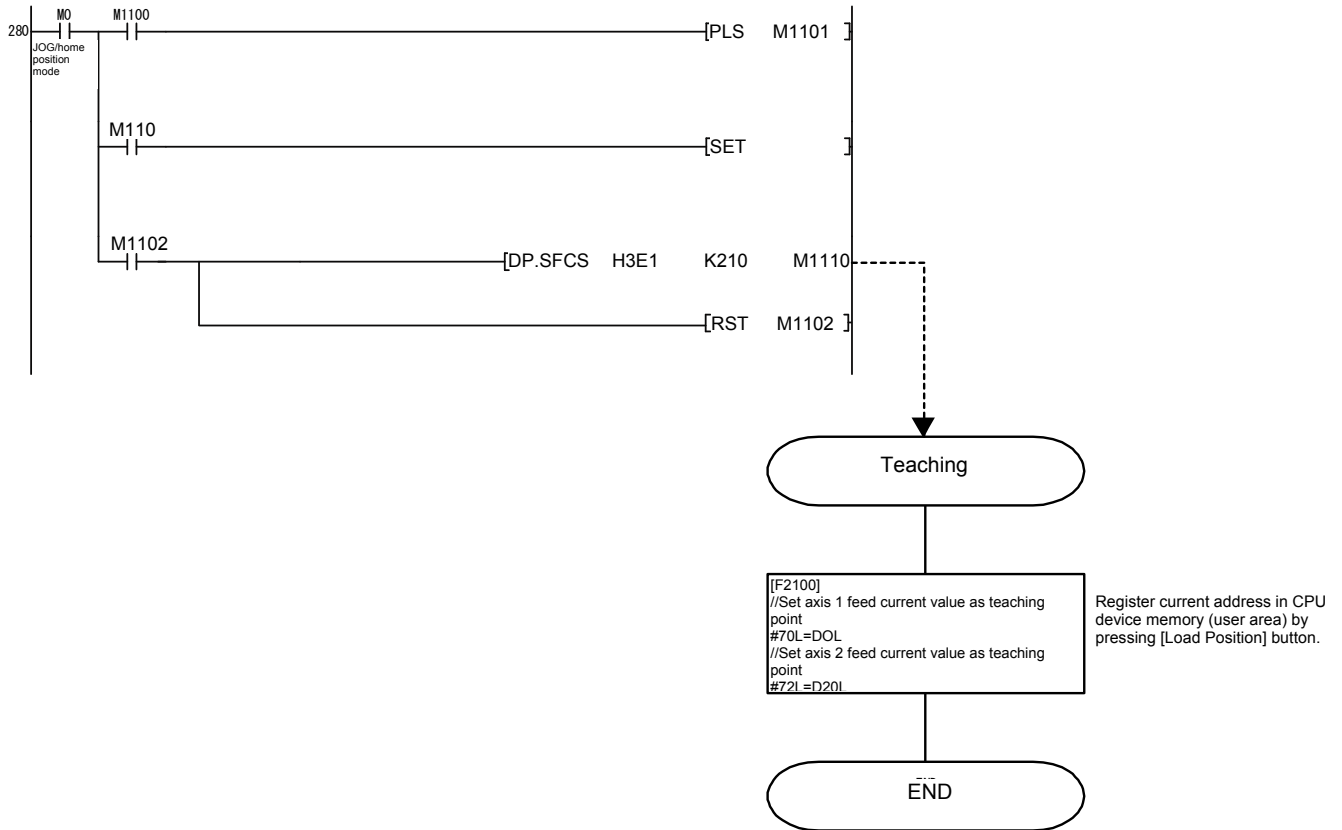 M0 M1100
280 [PLS M1101 ]
JOG/home
position
mode
M110
[SET ]
M1102
[DP.SFCS H3E1 K210 M1110
[RST M1102 ]
Teaching
[F2100]
//Set axis 1 feed current value as teaching
point
#70L=DOL
//Set axis 2 feed current value as teaching
point
#72L=D20L
Register current address in CPU
device memory (user area) by
pressing [Load Position] button.
END